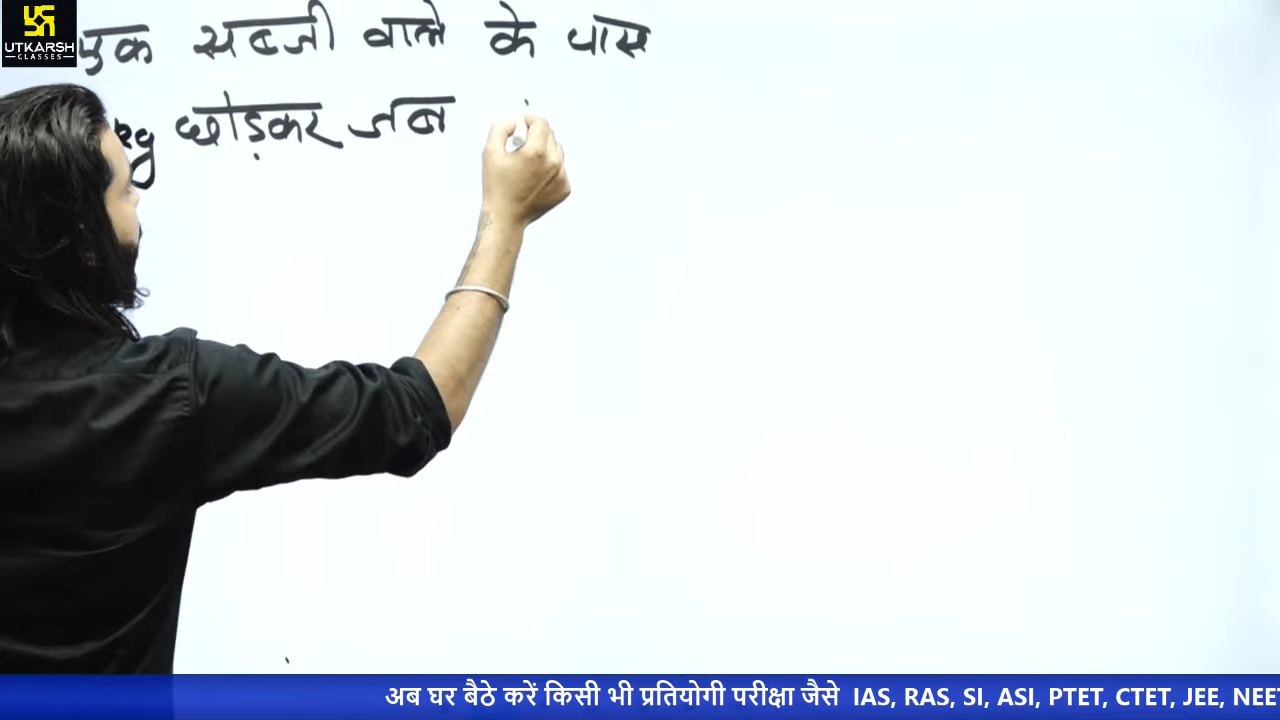 UTKARSH
CLASSES
एक सब्जी वाले के पास
kg छोड़कर जब
अब घर बैठे करें किसी भी प्रतियोगी परीक्षा जैसे IAS, RAS, SI, ASI, PTET, CTET, JEE, NEET